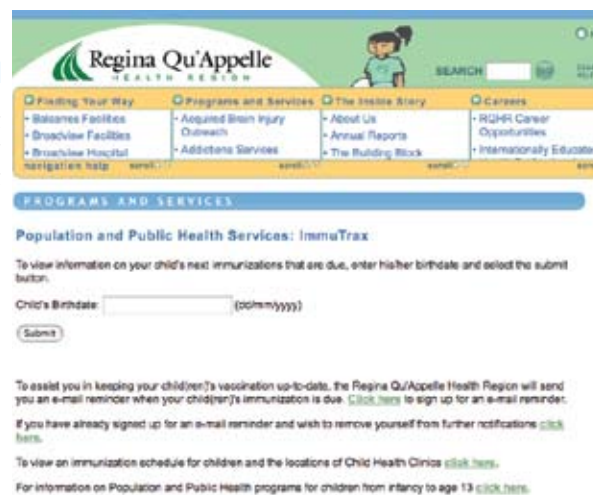 Regina Qu'Appelle
HEALTH REGION
SEARCH
Finding Your Way
• Balcarres Facilities
• Broadview Facilities
• Broadview Hospital
navigation help
Programs and Services
• Acquired Brain Injury
Outreach
• Addictions Services
The Inside Story
• About Us
• Annual Reports
• The Building Block
Careers
• RQHR Career
Opportunities
• Internationally Educate
PROGRAMS AND SERVICES
Population and Public Health Services: ImmuTrax
To view information on your child's next immunizations that are due, enter his/her birthdate and select the submit
button.
Child's Birthdate: (dd/mm/yyyy)
Submit
To assist you in keeping your child(ren)'s vaccination up-to-date, the Regina Qu'Appelle Health Region will send
you an e-mail reminder when your child(ren)'s immunization is due. Click here to sign up for an e-mail reminder.
If you have already signed up for an e-mail reminder and wish to remove yourself from further notifications click
here.
To view an immunization schedule for children and the locations of Child Health Clinics click here.
For information on Population and Public Health programs for children from infancy to age 13 click here.